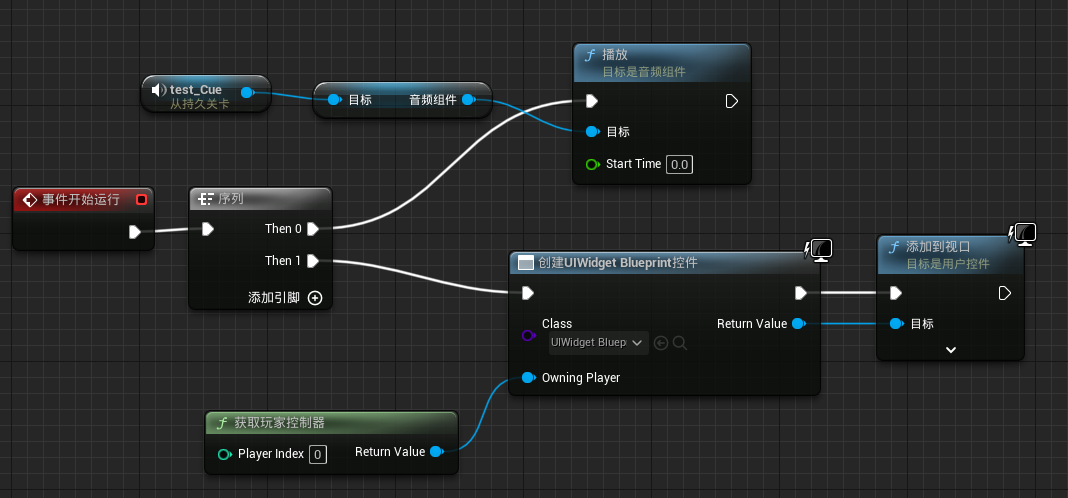 test_Cue
从持久关卡
目标
音频组件
播放
目标是音频组件
目标
Start Time
0.0
事件开始运行
序列
Then 0
Then 1
添加引脚
创建UIWidget Blueprint控件
Class
UIWidget Bluep
Return Value
Owning Player
添加到视口
目标是用户控件
目标
获取玩家控制器
Player Index
0
Return Value